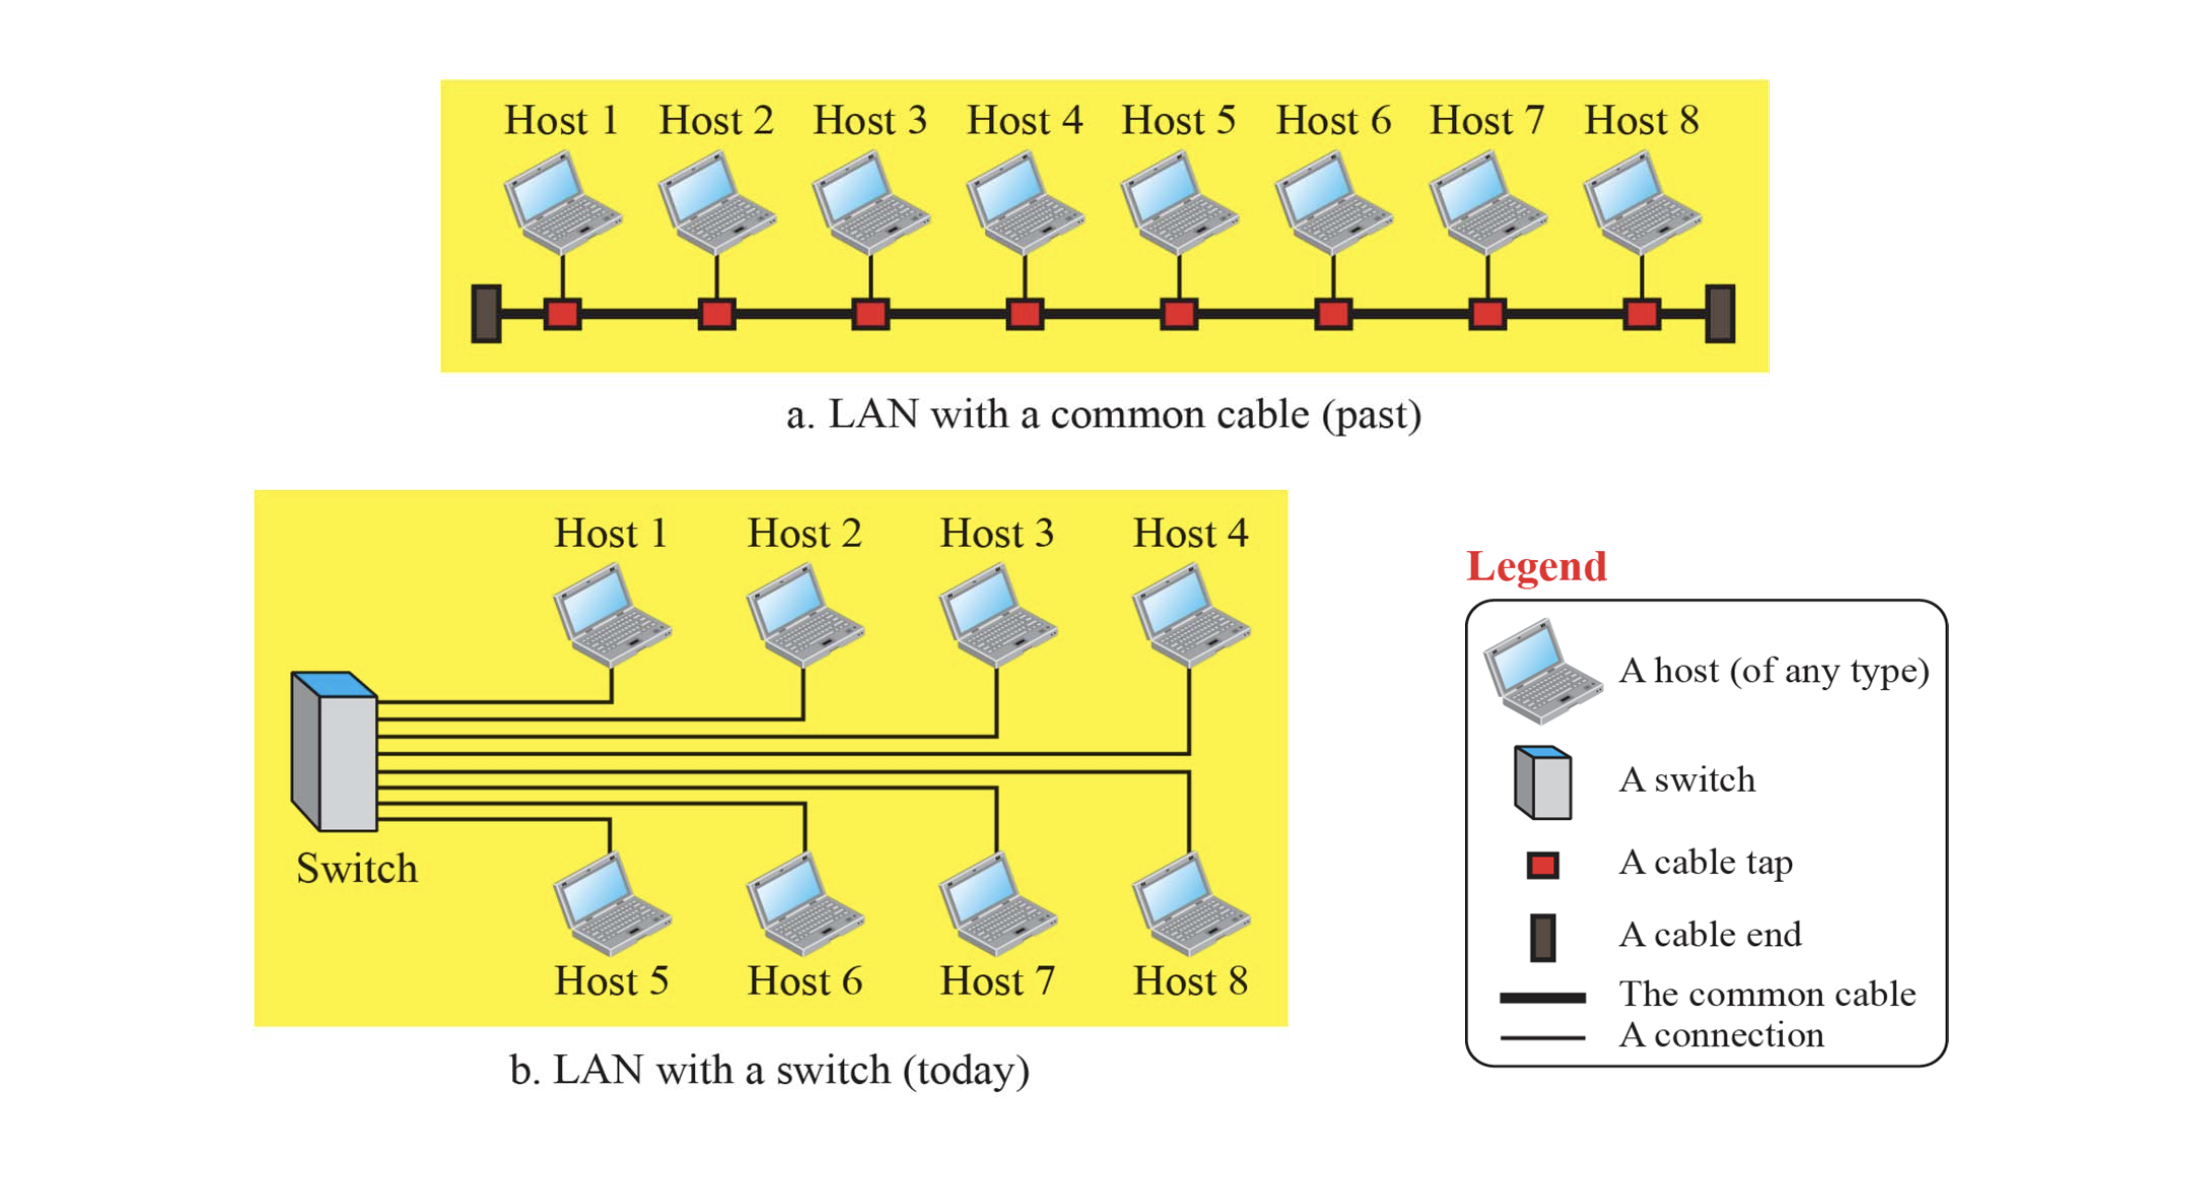 Host 1 Host 2 Host 3 Host 4 Host 5 Host 6 Host 7 Host 8
a. LAN with a common cable (past)
Host 1 Host 2 Host 3 Host 4
Switch
Host 5 Host 6 Host 7 Host 8
b. LAN with a switch (today)
Legend
A host (of any type)
A switch
A cable tap
A cable end
The common cable
A connection